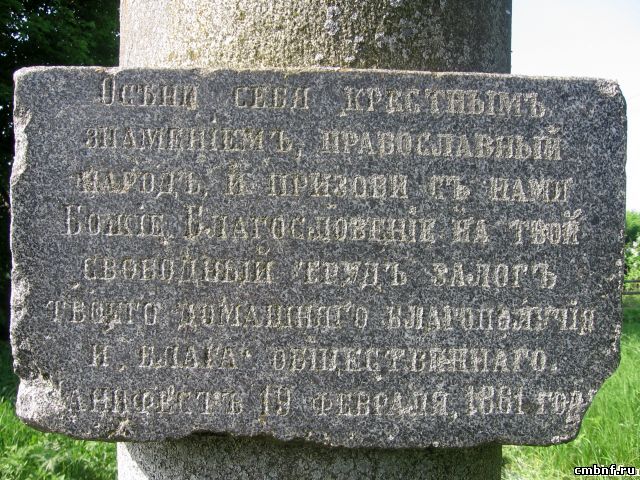 Осѣни себя крестнымъ
знаменіемъ, православный
народъ, и призови съ нами
Божіе Благословеніе на твой
свободный трудъ залогъ
твоего домашняго благополучія
и блага общественнаго.
Манифестъ 19 февраля 1861 года
cmbnf.ru